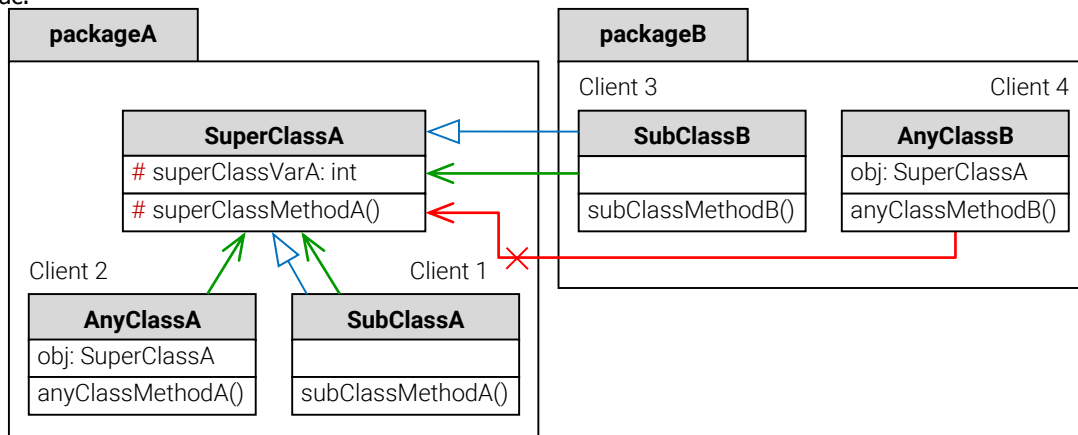 packageA
SuperClassA
# superClassVarA: int
# superClassMethodA()
Client 2
Client 1
AnyClassA
obj: SuperClassA
anyClassMethodA()
SubClassA
subClassMethodA()
packageB
Client 3
Client 4
SubClassB
subClassMethodB()
AnyClassB
obj: SuperClassA
anyClassMethodB()